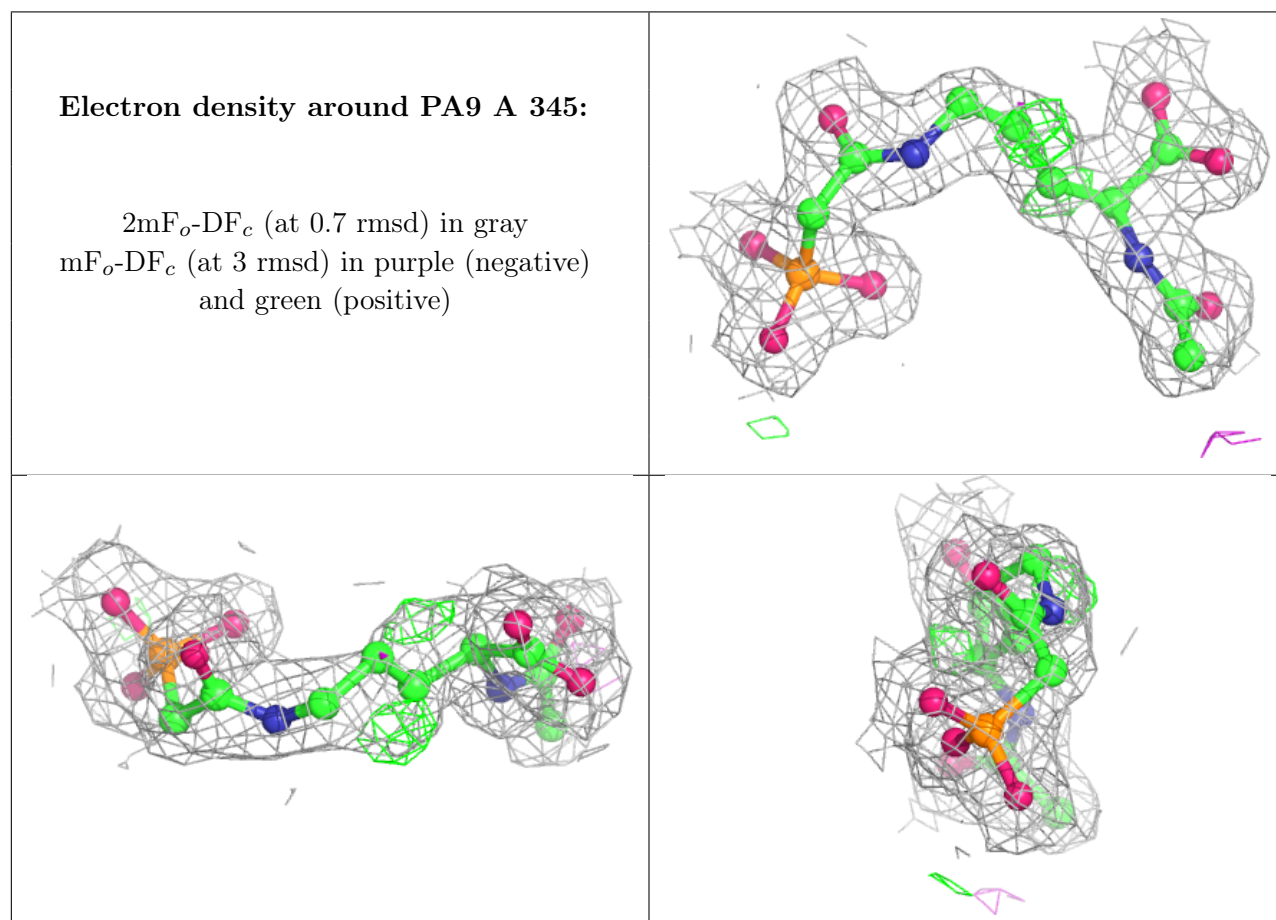 Electron density around PA9 A 345:
2mFo-DFc (at 0.7 rmsd) in gray
mFo-DFc (at 3 rmsd) in purple (negative)
and green (positive)